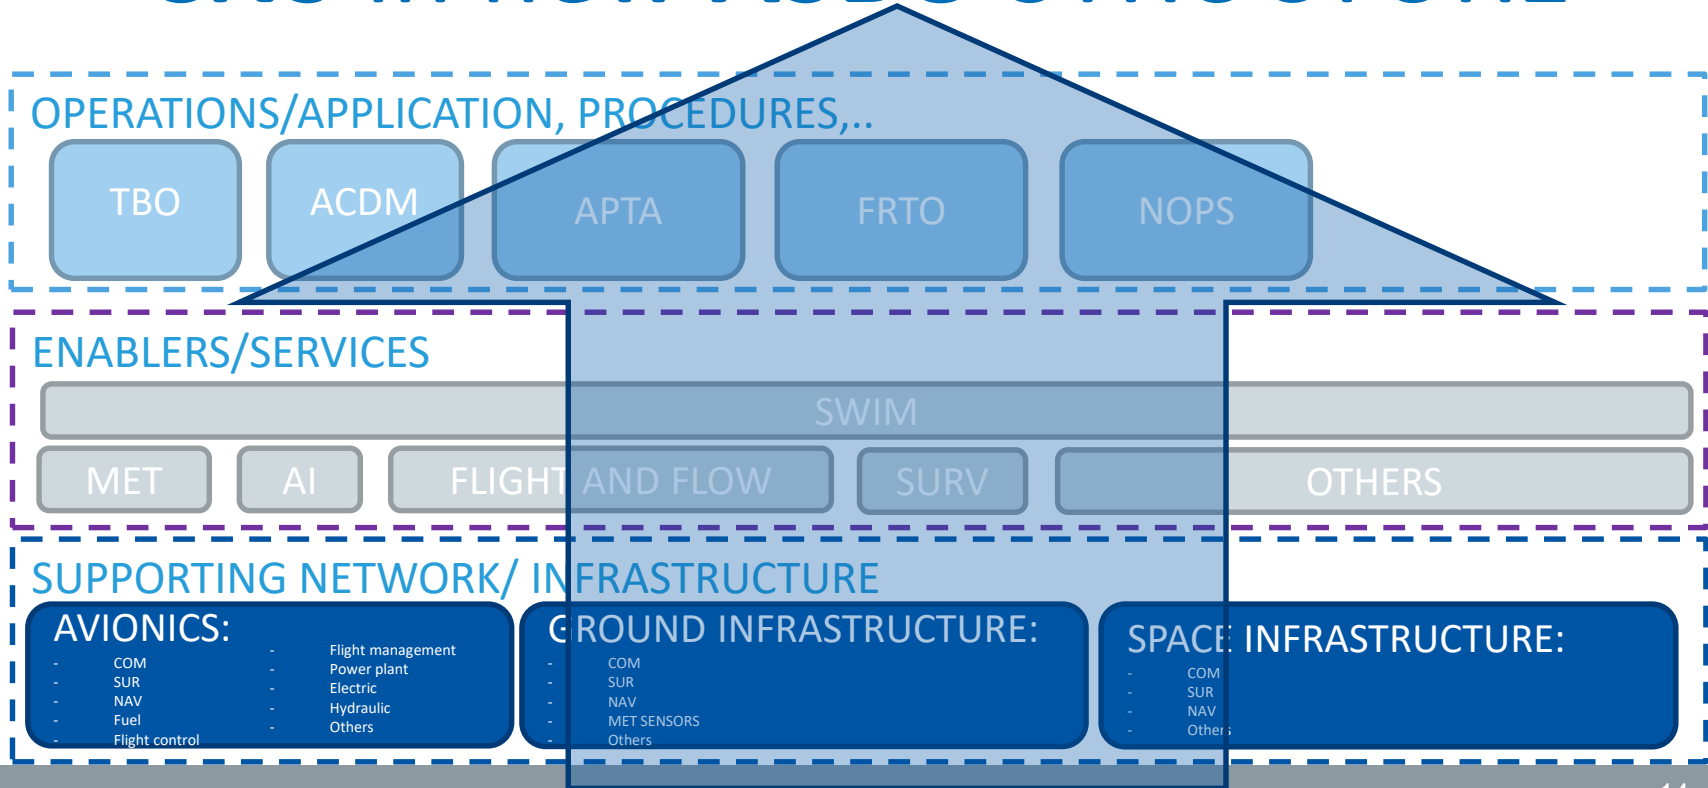 OPERATIONS/APPLICATION, PROCEDURES,..
TBO
ACDM
APTA
FRTO
NOPS
ENABLERS/SERVICES
SWIM
MET
AI
FLIGHT AND FLOW
SURV
OTHERS
SUPPORTING NETWORK/ INFRASTRUCTURE
AVIONICS:
- COM
- SUR
- NAV
- Fuel
- Flight control
- Flight management
- Power plant
- Electric
- Hydraulic
- Others
GROUND INFRASTRUCTURE:
- COM
- SUR
- NAV
- MET SENSORS
- Others
SPACE INFRASTRUCTURE:
- COM
- SUR
- NAV
- Others